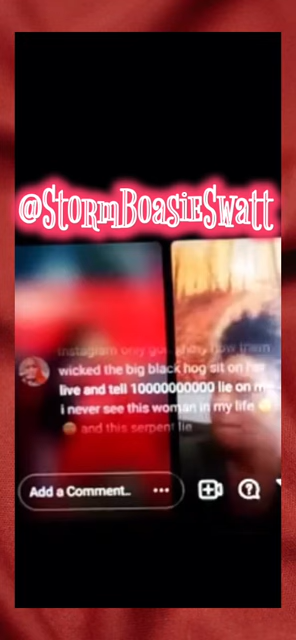 @StormBoasieSwatt
instagram only
wicked the big black hog sit on her
live and tell 10000000000 lie on
i never see this woman in my life 😂
😂 and this serpent lie
Add a Comment..